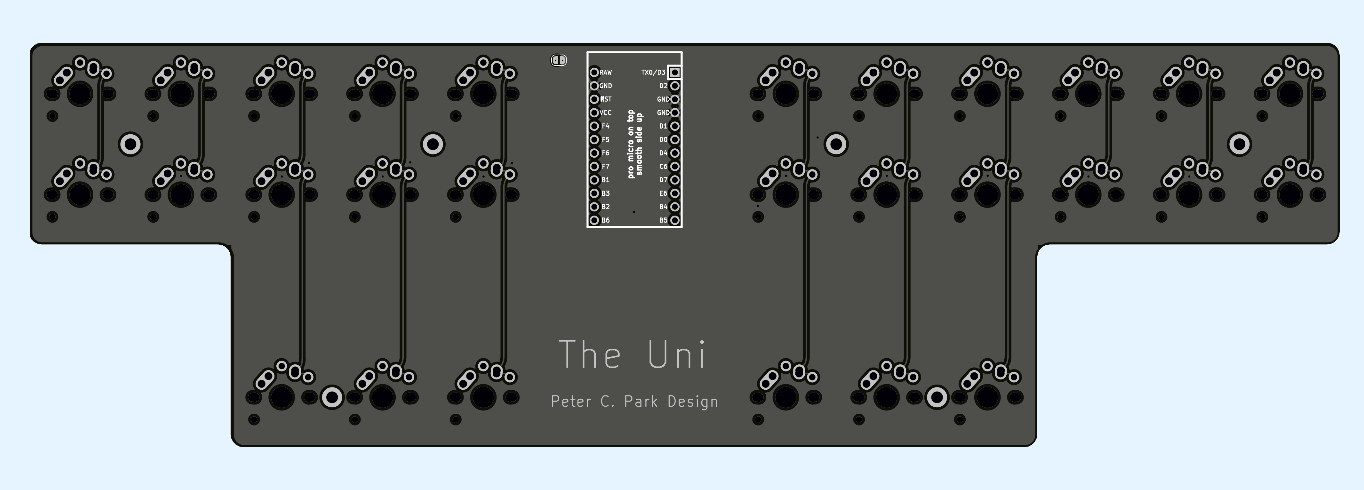 RAW TX0/D3
GND D2
RST GND
VCC GND
F4 D1
F5 D0
F6 D4
F7 C6
B1 D7
B3 E6
B2 B4
B6 B5
pro micro on top
smooth side up
The Uni
Peter C. Park Design